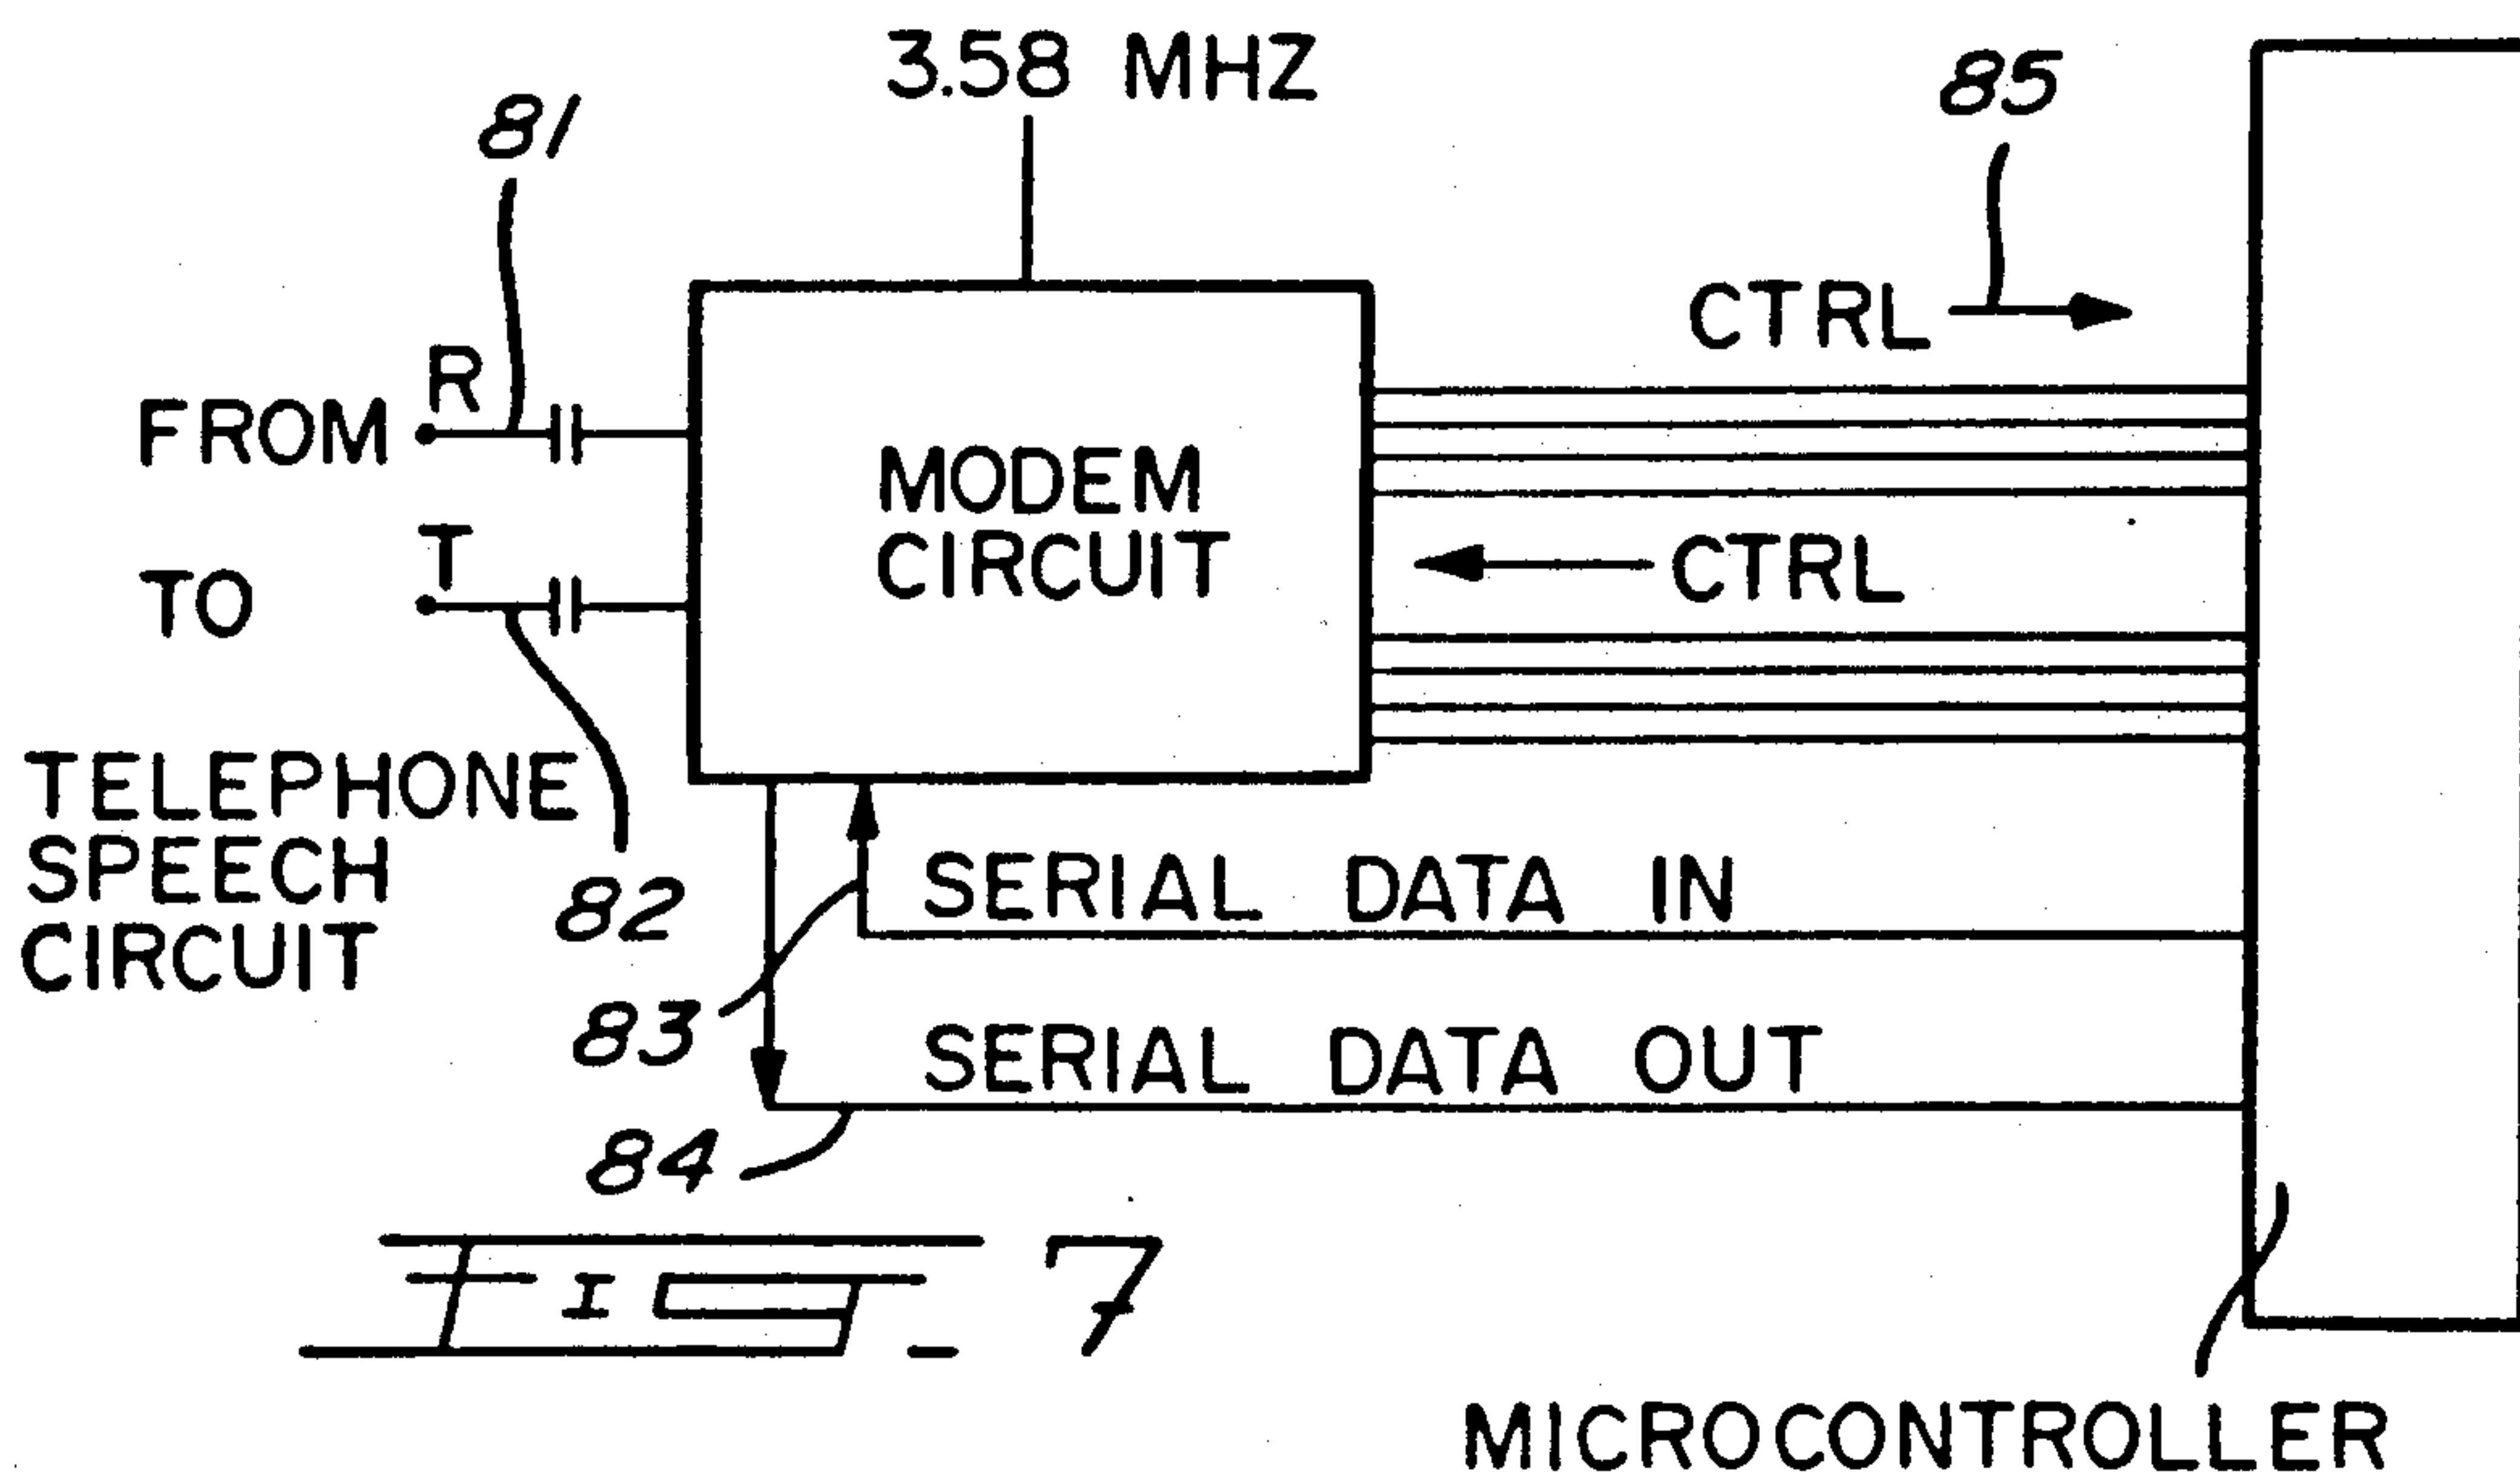 3.58 MHZ
81
85
CTRL
R
FROM
MODEM
CIRCUIT
T
TO
CTRL
TELEPHONE
SPEECH
CIRCUIT
82
SERIAL DATA IN
83
SERIAL DATA OUT
84
FIG_ 7
MICROCONTROLLER